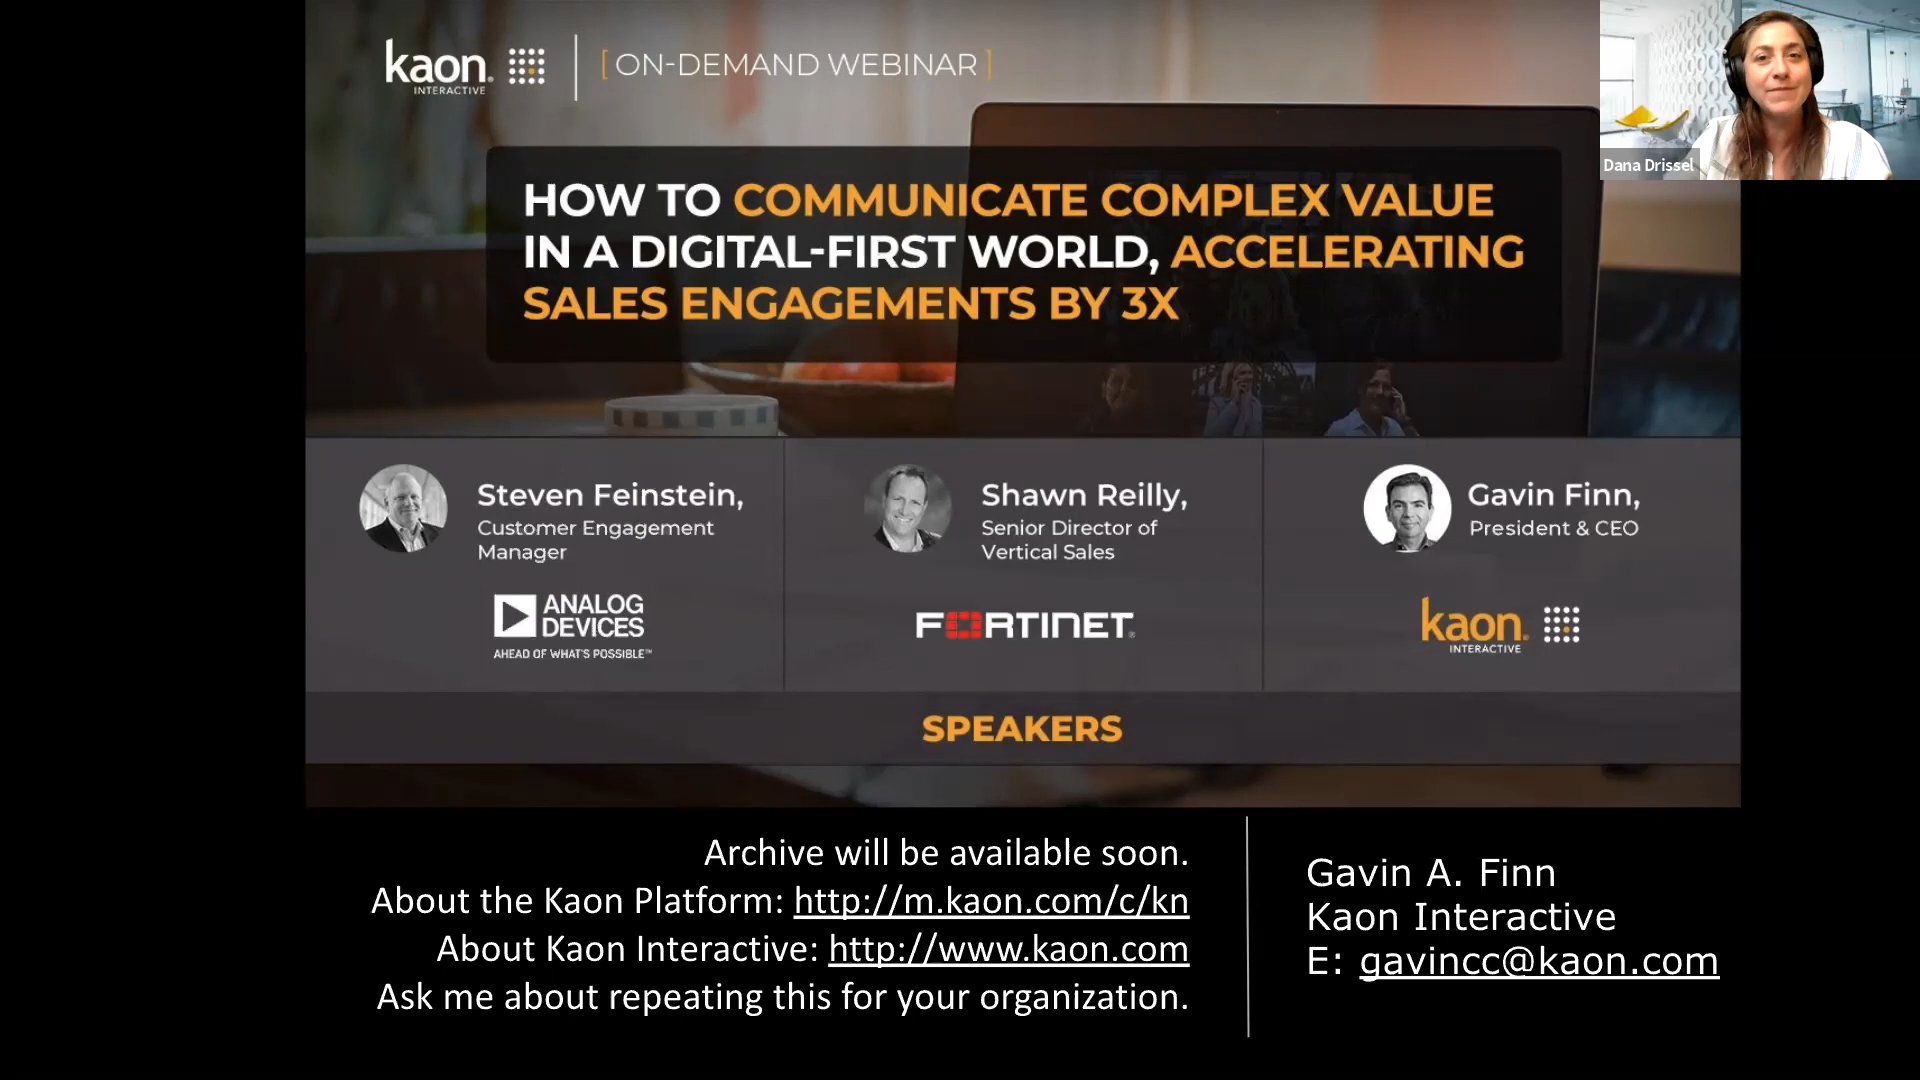 kaon.
INTERACTIVE
[ ON-DEMAND WEBINAR ]
Dana Drissel
HOW TO COMMUNICATE COMPLEX VALUE
IN A DIGITAL-FIRST WORLD, ACCELERATING
SALES ENGAGEMENTS BY 3X
Steven Feinstein,
Customer Engagement
Manager
ANALOG
DEVICES
AHEAD OF WHAT'S POSSIBLE™
Shawn Reilly,
Senior Director of
Vertical Sales
FORTINET®
Gavin Finn,
President & CEO
kaon.
INTERACTIVE
SPEAKERS
Archive will be available soon.
About the Kaon Platform: http://m.kaon.com/c/kn
About Kaon Interactive: http://www.kaon.com
Ask me about repeating this for your organization.
Gavin A. Finn
Kaon Interactive
E: gavincc@kaon.com